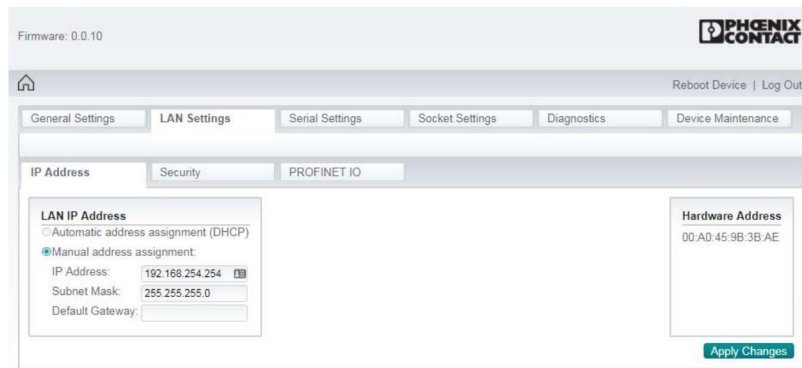 Firmware: 0.0.10
PHŒNIX
CONTACT
Reboot Device | Log Out
General Settings LAN Settings Serial Settings Socket Settings Diagnostics Device Maintenance
IP Address Security PROFINET IO
LAN IP Address
Automatic address assignment (DHCP)
Manual address assignment:
IP Address: 192.168.254.254
Subnet Mask: 255.255.255.0
Default Gateway:
Hardware Address
00:A0:45:9B:3B:AE
Apply Changes